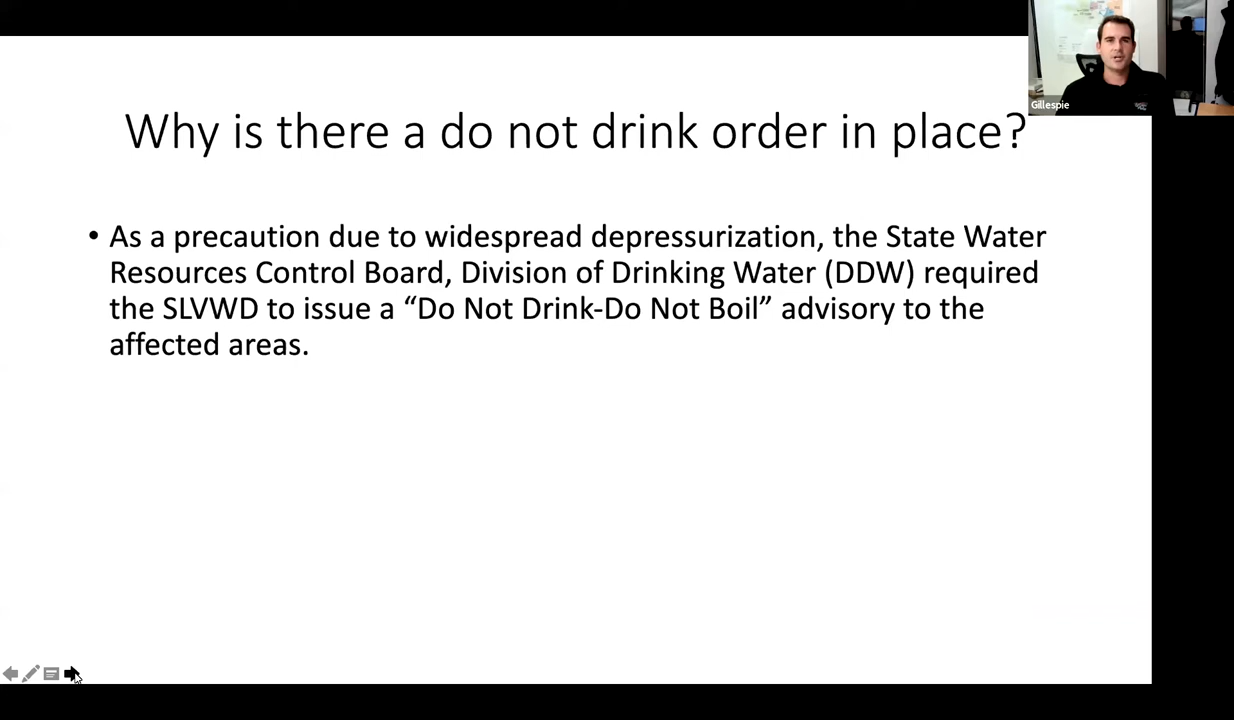 Gillespie
Why is there a do not drink order in place?
• As a precaution due to widespread depressurization, the State Water
Resources Control Board, Division of Drinking Water (DDW) required
the SLVWD to issue a “Do Not Drink-Do Not Boil” advisory to the
affected areas.